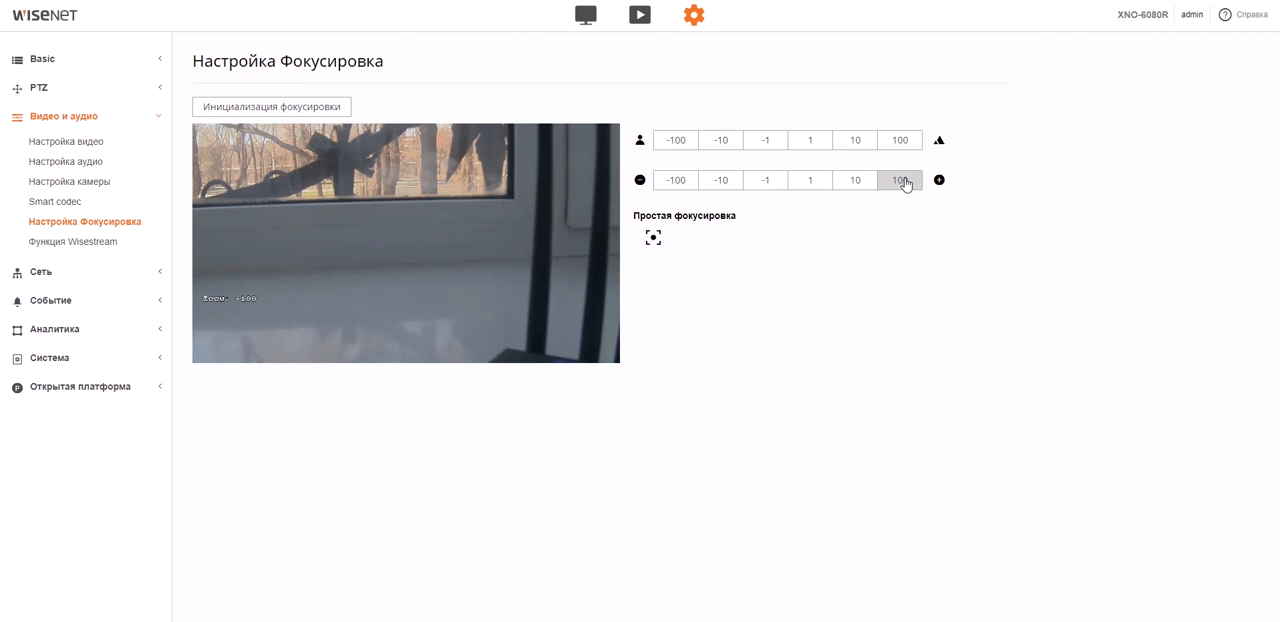 WISENET
XNO-6080R admin Справка
Basic
PTZ
Видео и аудио
Настройка видео
Настройка аудио
Настройка камеры
Smart codec
Настройка Фокусировка
Функция Wisestream
Сеть
Событие
Аналитика
Система
Открытая платформа
Настройка Фокусировка
Инициализация фокусировки
-100 -10 -1 1 10 100
-100 -10 -1 1 10 100
Простая фокусировка
Zoom: +100